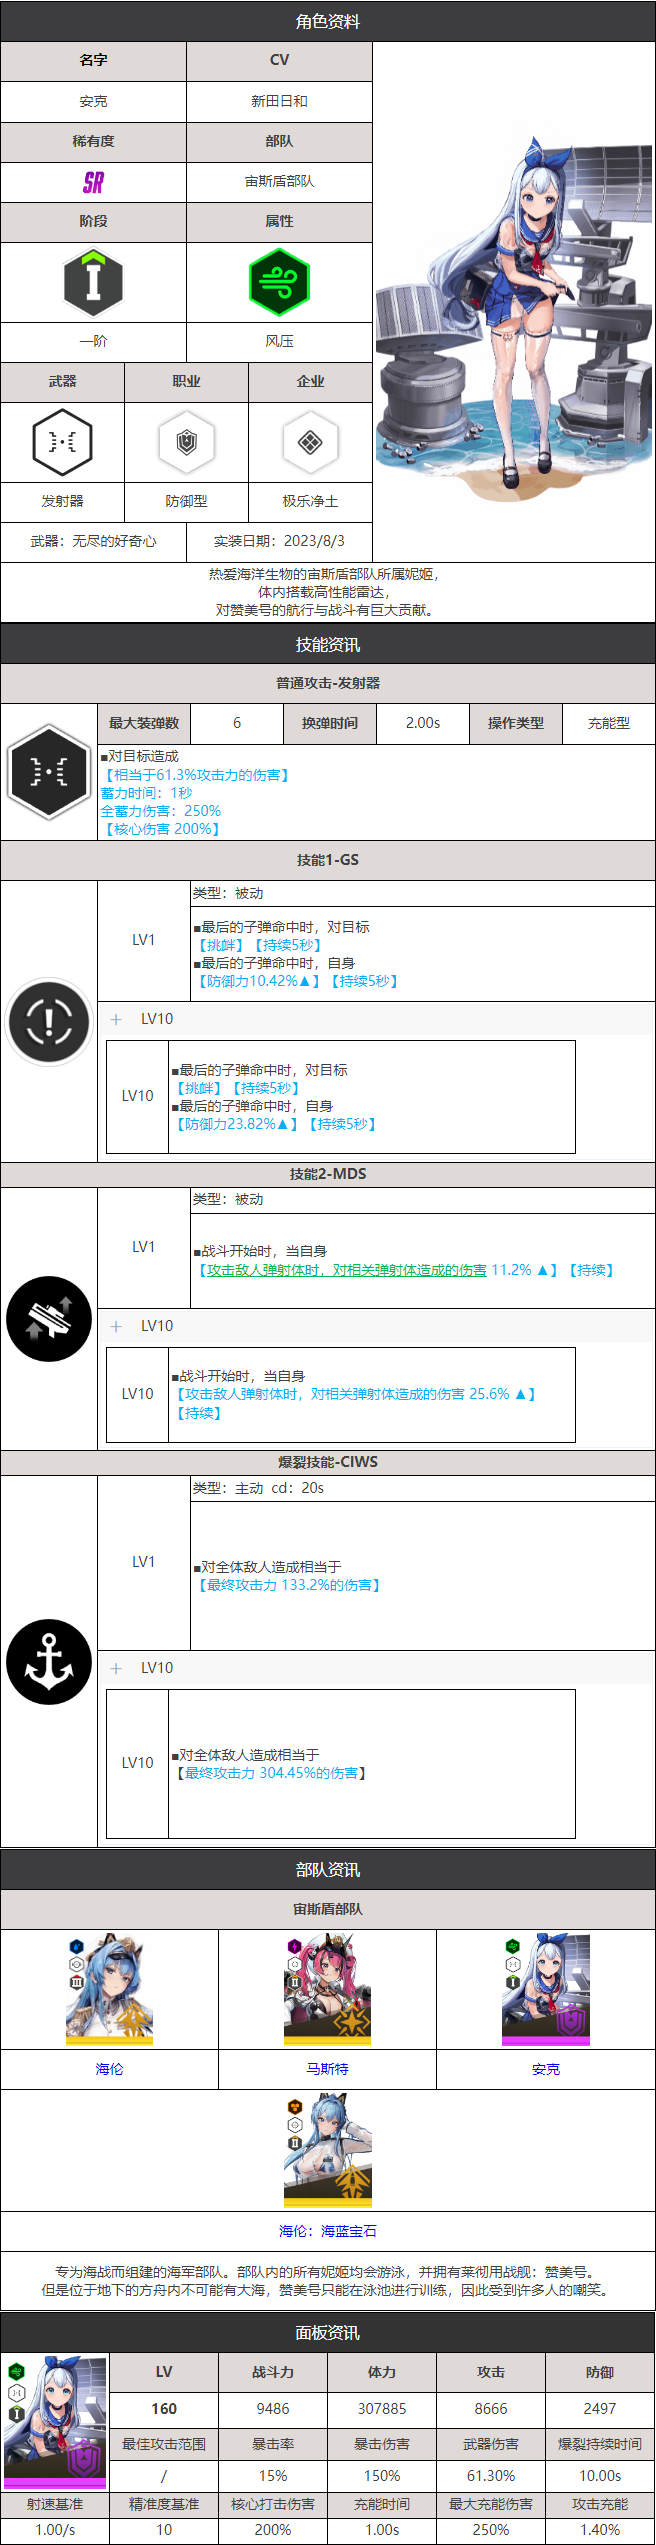 角色资料
名字
CV
安克
新田日和
稀有度
部队
SR
宙斯盾部队
阶段
属性
I
一阶
风压
武器
职业
企业
发射器
防御型
极乐净土
武器：无尽的好奇心
实装日期：2023/8/3
热爱海洋生物的宙斯盾部队所属妮姬，
体内搭载高性能雷达，
对赞美号的航行与战斗有巨大贡献。
技能资讯
普通攻击-发射器
最大装弹数
6
换弹时间
2.00s
操作类型
充能型
■对目标造成
【相当于61.3%攻击力的伤害】
蓄力时间：1秒
全蓄力伤害：250%
【核心伤害 200%】
技能1-GS
LV1
类型：被动
■最后的子弹命中时，对目标
【挑衅】【持续5秒】
■最后的子弹命中时，自身
【防御力10.42%▲】【持续5秒】
LV10
LV10
■最后的子弹命中时，对目标
【挑衅】【持续5秒】
■最后的子弹命中时，自身
【防御力23.82%▲】【持续5秒】
技能2-MDS
LV1
类型：被动
■战斗开始时，当自身
【攻击敌人弹射体时，对相关弹射体造成的伤害 11.2% ▲】【持续】
LV10
LV10
■战斗开始时，当自身
【攻击敌人弹射体时，对相关弹射体造成的伤害 25.6% ▲】
【持续】
爆裂技能-CIWS
LV1
类型：主动 cd：20s
■对全体敌人造成相当于
【最终攻击力 133.2%的伤害】
LV10
LV10
■对全体敌人造成相当于
【最终攻击力 304.45%的伤害】
部队资讯
宙斯盾部队
III
II
I
海伦
马斯特
安克
II
海伦：海蓝宝石
专为海战而组建的海军部队。部队内的所有妮姬均会游泳，并拥有莱彻用战舰：赞美号。
但是位于地下的方舟内不可能有大海，赞美号只能在泳池进行训练，因此受到许多人的嘲笑。
面板资讯
I
LV
战斗力
体力
攻击
防御
160
9486
307885
8666
2497
最佳攻击范围
暴击率
暴击伤害
武器伤害
爆裂持续时间
/
15%
150%
61.30%
10.00s
射速基准
精准度基准
核心打击伤害
充能时间
最大充能伤害
攻击充能
1.00/s
10
200%
1.00s
250%
1.40%